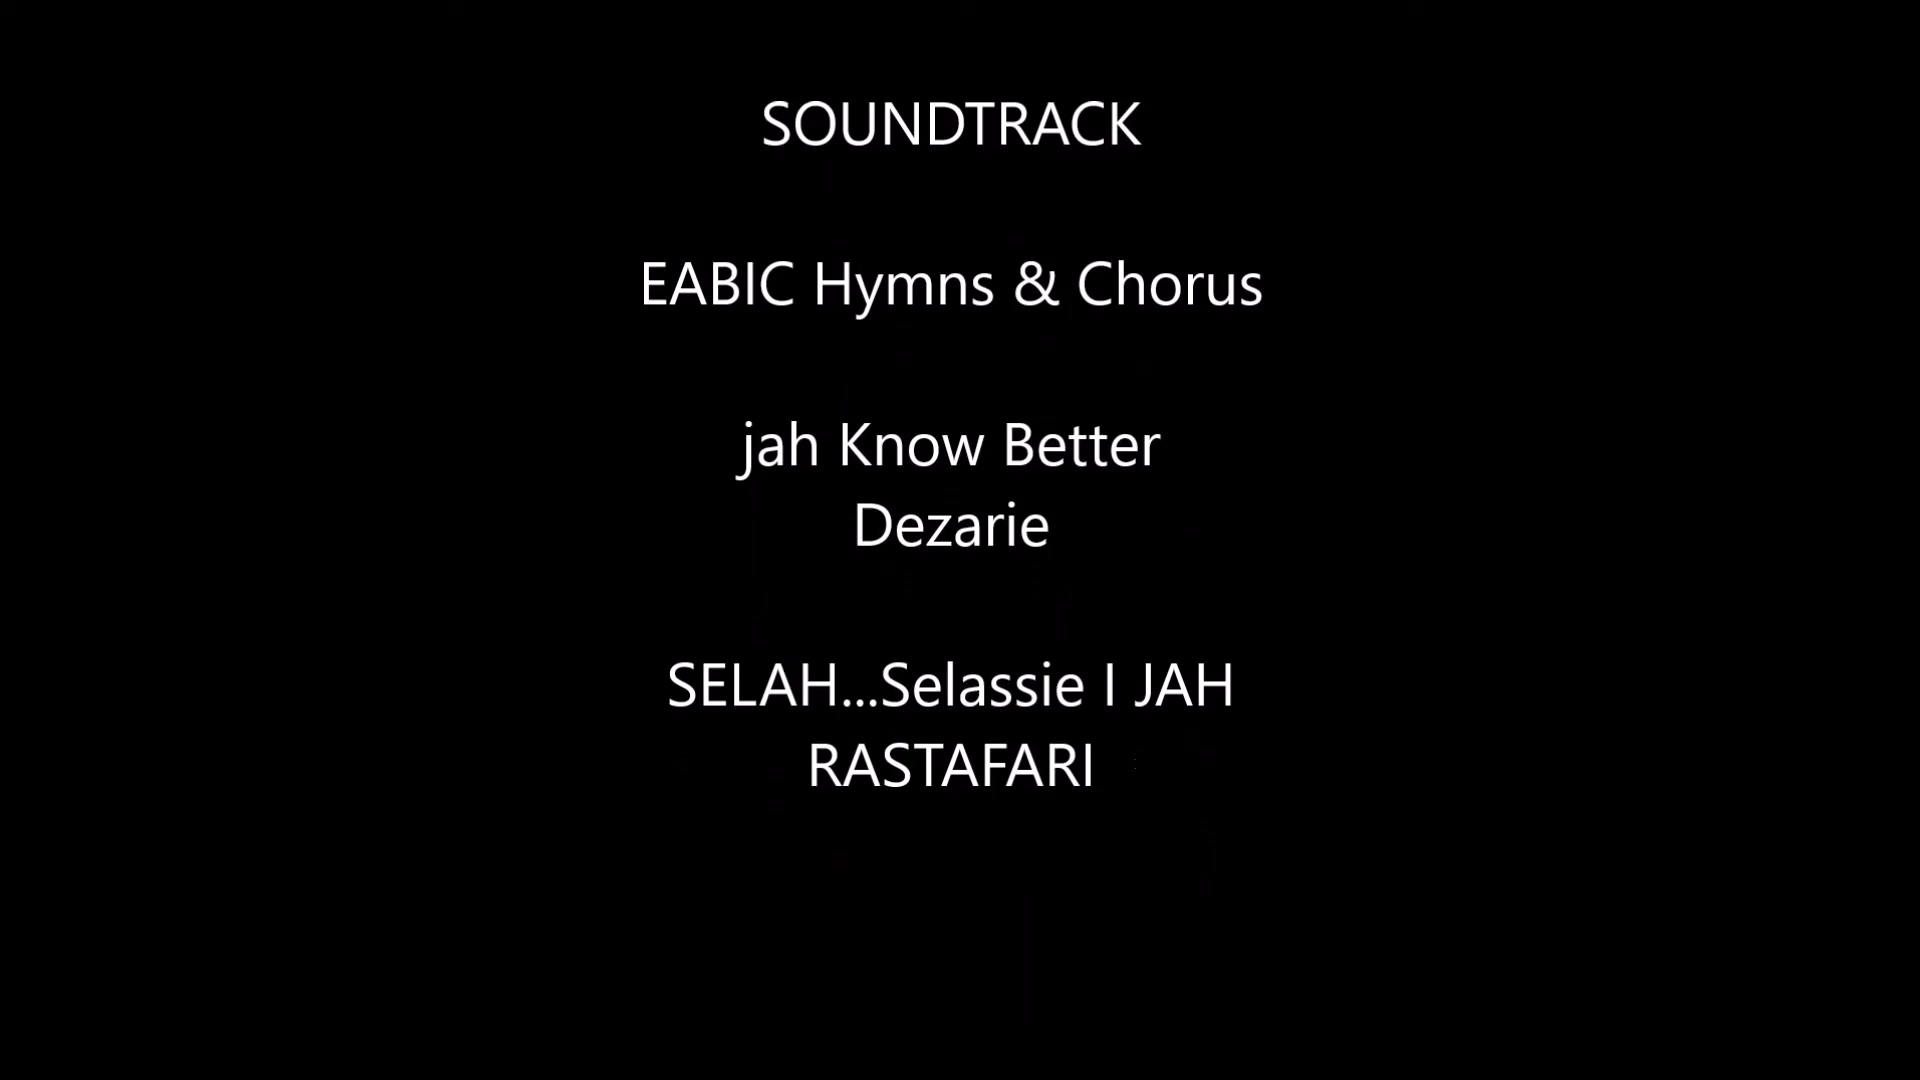 SOUNDTRACK
EABIC Hymns & Chorus
jah Know Better
Dezarie
SELAH...Selassie I JAH
RASTAFARI